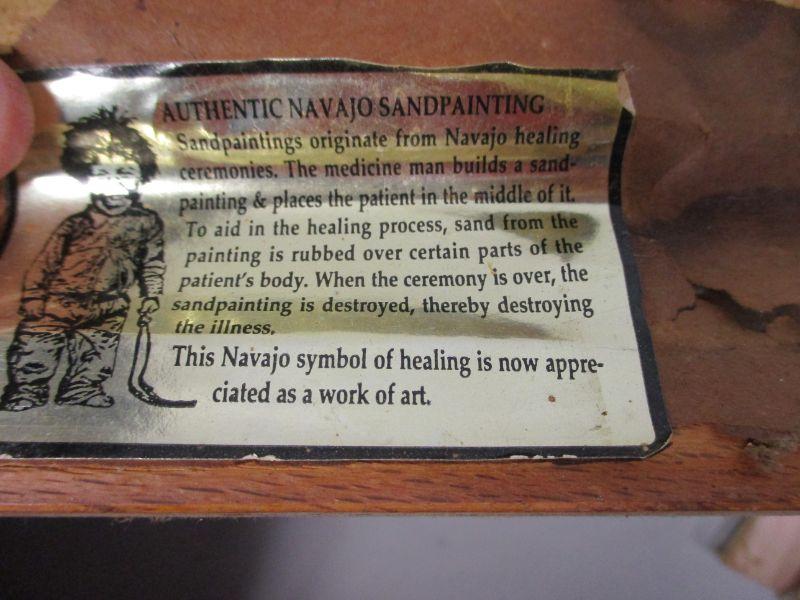 AUTHENTIC NAVAJO SANDPAINTING
Sandpaintings originate from Navajo healing
ceremonies. The medicine man builds a sand-
painting & places the patient in the middle of it.
To aid in the healing process, sand from the
painting is rubbed over certain parts of the
patient's body. When the ceremony is over, the
sandpainting is destroyed, thereby destroying
the illness.
This Navajo symbol of healing is now appre-
ciated as a work of art.